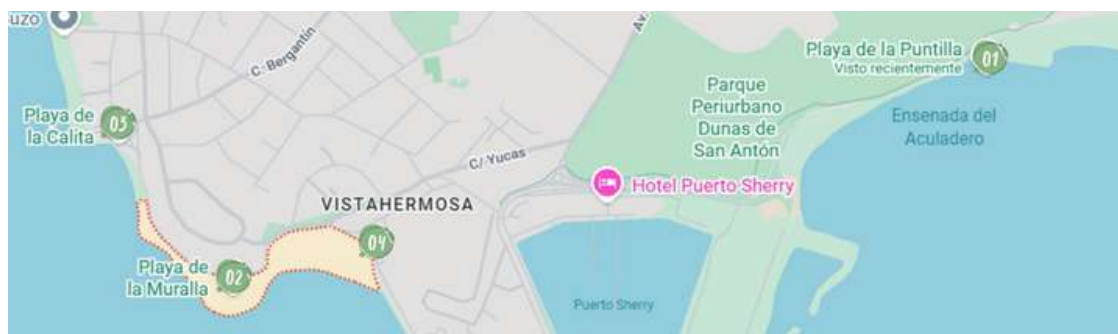 C. Bergantín
Av.
Playa de la Puntilla
Visto recientemente
01
Parque
Periurbano
Dunas de
San Antón
Ensenada del
Aculadero
Playa de
la Calita
03
C/ Yucas
Hotel Puerto Sherry
VISTAHERMOSA
04
Playa de
la Muralla
02
Puerto Sherry